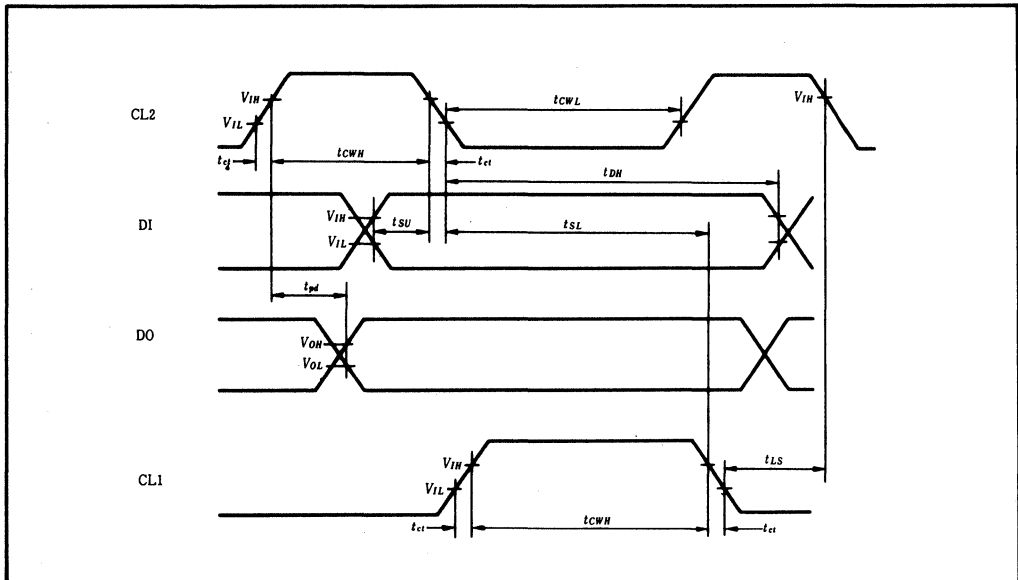 CL2
VIH
VIL
tCWL
VIH
tct
tCWH
tct
tDH
DI
VIH
VIL
tSU
tSL
tpd
DO
VOH
VOL
CL1
VIH
VIL
tLS
tct
tCWH
tct